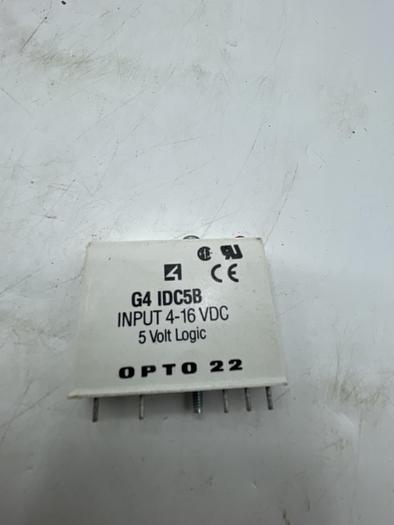 CE
G4 IDC5B
INPUT 4-16 VDC
5 Volt Logic
OPTO 22